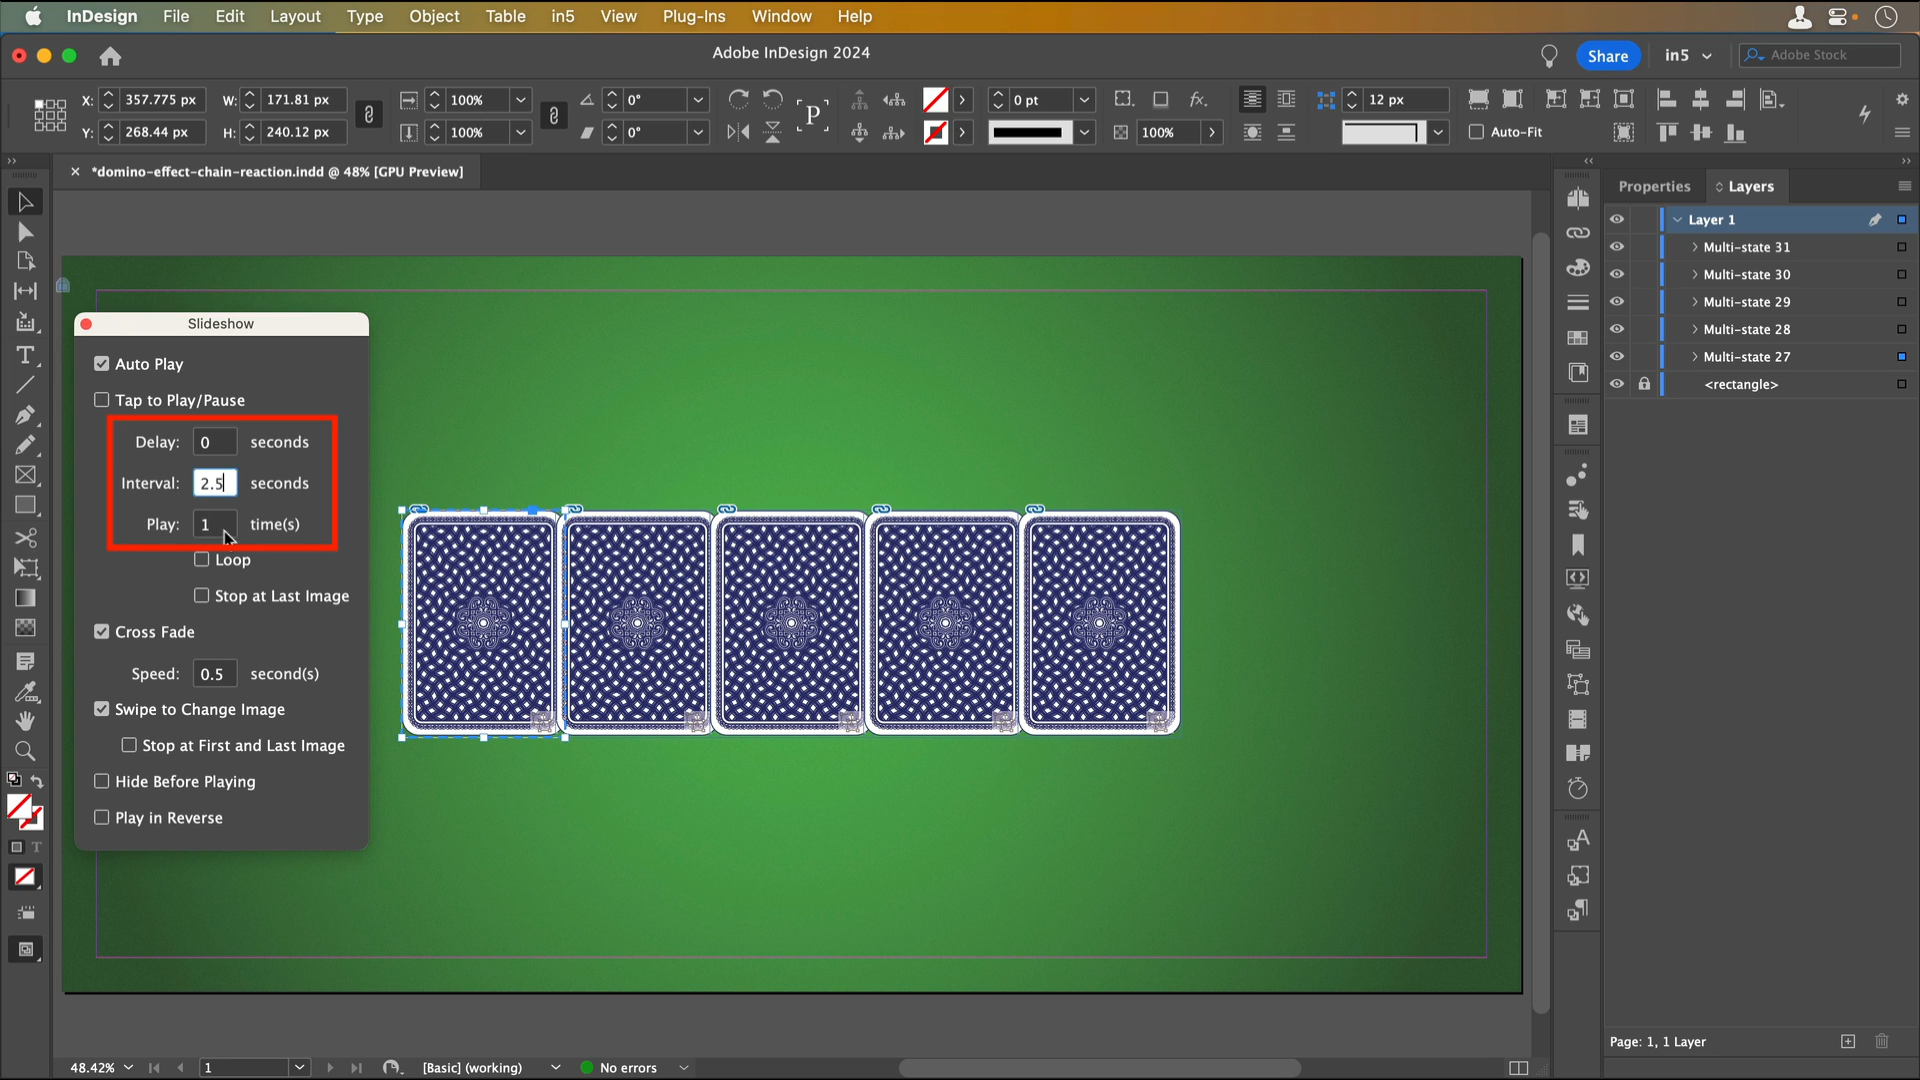 InDesign File Edit Layout Type Object Table in5 View Plug-Ins Window Help
Adobe InDesign 2024
Share in5 Adobe Stock
X: 357.775 px W: 171.81 px 100% 0° 0 pt 12 px
Y: 268.44 px H: 240.12 px 100% 0° P 100% Auto-Fit
fx.
*domino-effect-chain-reaction.indd @ 48% [GPU Preview]
Properties Layers
Layer 1
Multi-state 31
Multi-state 30
Multi-state 29
Multi-state 28
Multi-state 27
<rectangle>
Slideshow
Auto Play
Tap to Play/Pause
Delay: 0 seconds
Interval: 2.5 seconds
Play: 1 time(s)
Loop
Stop at Last Image
Cross Fade
Speed: 0.5 second(s)
Swipe to Change Image
Stop at First and Last Image
Hide Before Playing
Play in Reverse
Page: 1, 1 Layer
48.42% 1 [Basic] (working) No errors